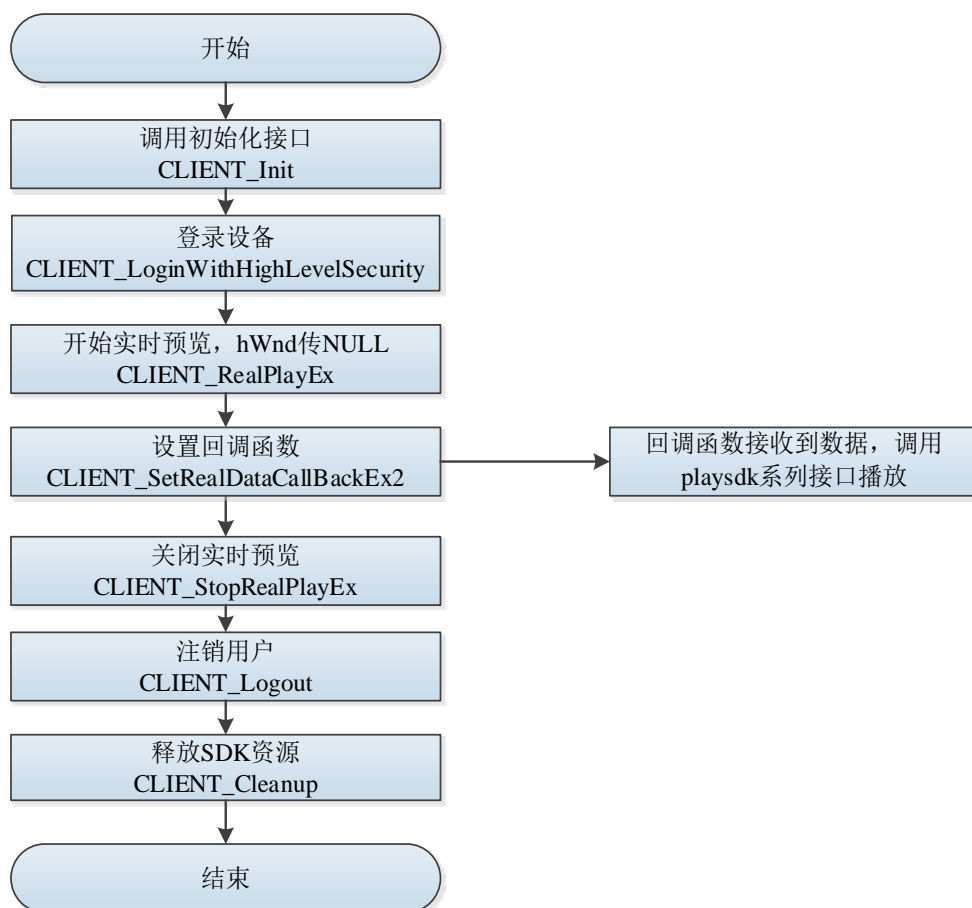 开始
调用初始化接口
CLIENT_Init
登录设备
CLIENT_LoginWithHighLevelSecurity
开始实时预览，hWnd传NULL
CLIENT_RealPlayEx
设置回调函数
CLIENT_SetRealDataCallBackEx2
回调函数接收到数据，调用
playsdk系列接口播放
关闭实时预览
CLIENT_StopRealPlayEx
注销用户
CLIENT_Logout
释放SDK资源
CLIENT_Cleanup
结束